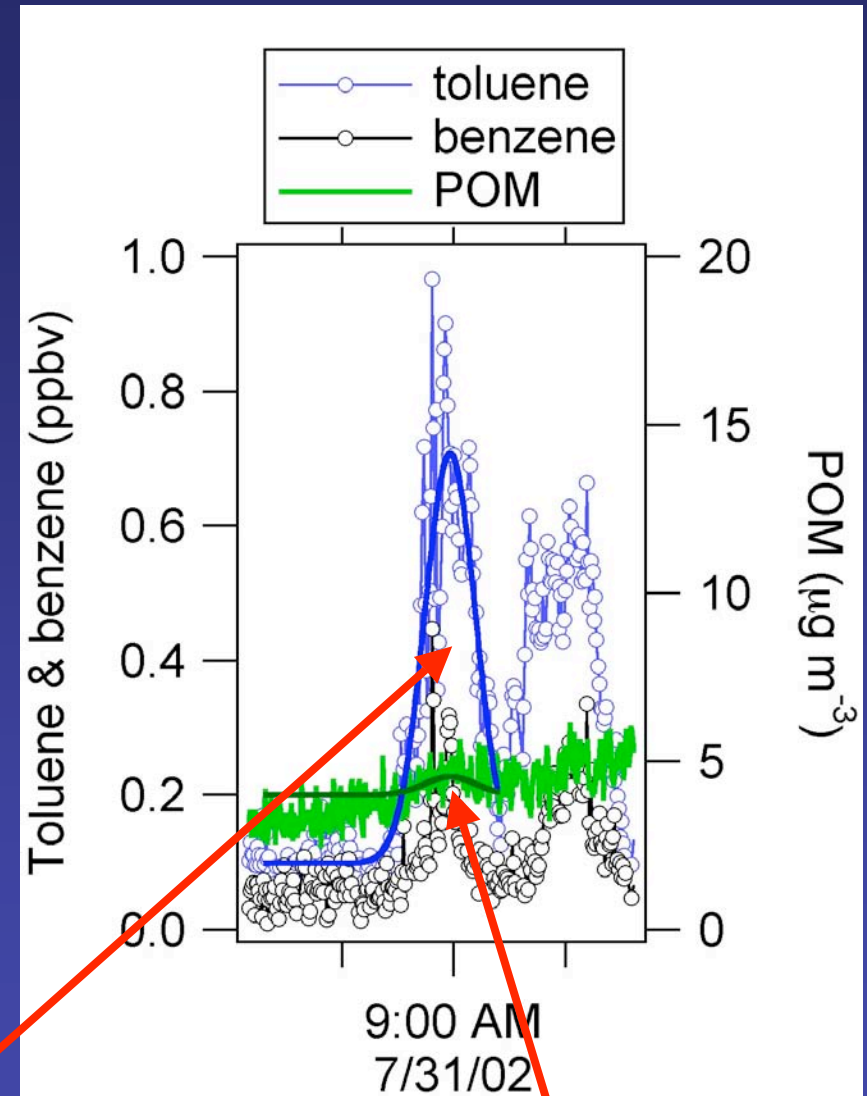 toluene
benzene
POM
1.0
0.8
0.6
0.4
0.2
0.0
Toluene & benzene (ppbv)
20
15
10
5
0
POM (μg m-3)
9:00 AM
7/31/02